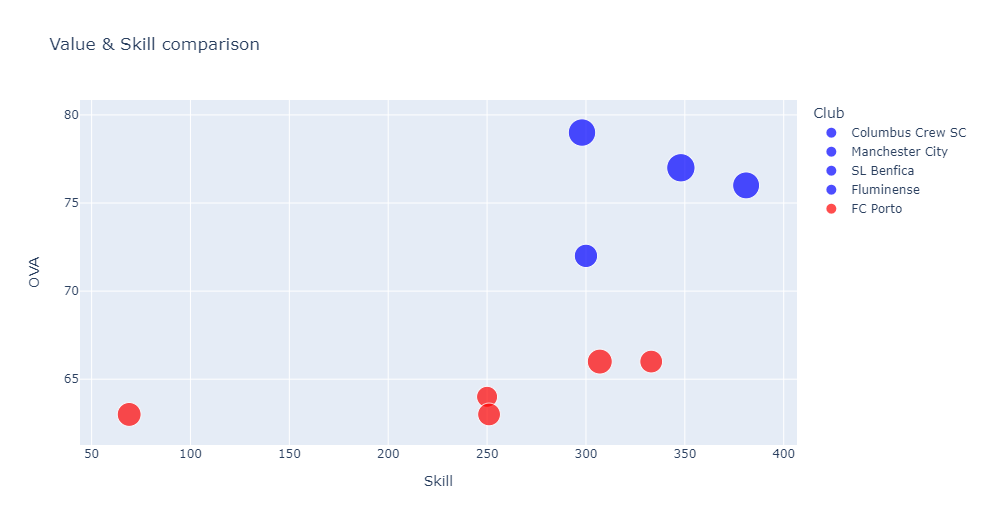 Value & Skill comparison
Club
Columbus Crew SC
Manchester City
SL Benfica
Fluminense
FC Porto
OVA
80
75
70
65
50 100 150 200 250 300 350 400
Skill